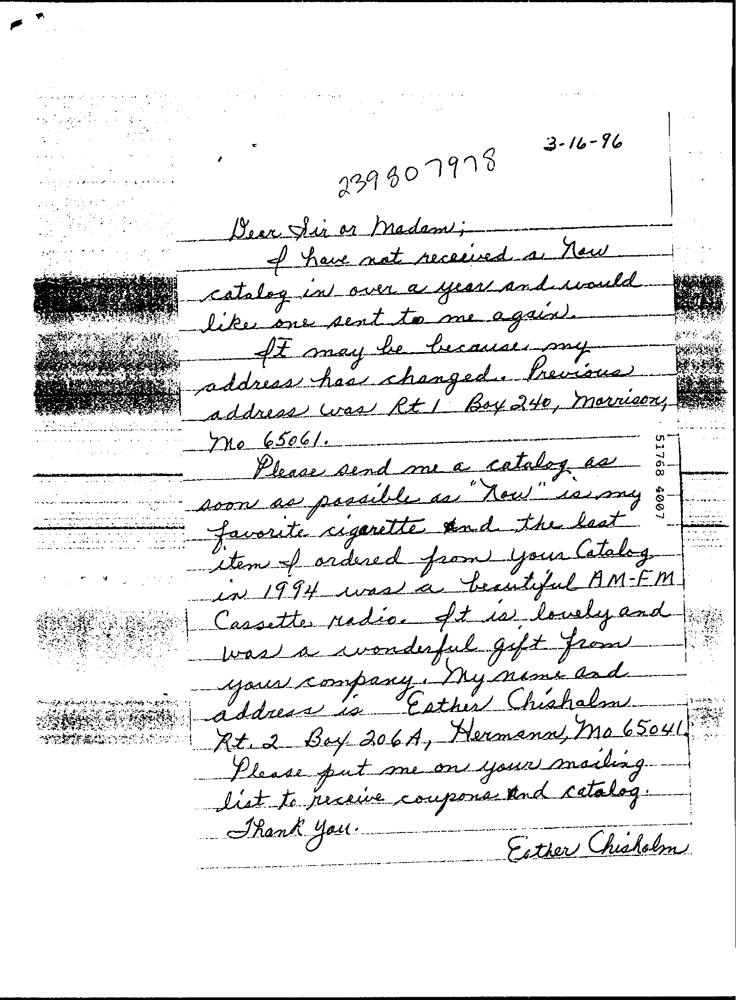 3-16-96
239807978
Dear Sir or Madam;
I have not received a Now
catalog in over a year and would
like one sent to me again.
It may be because my
address has changed. Previous
address was Rt 1 Box 240, Morrison,
Mo 65061.
Please send me a catalog as
soon as possible as "Now" is my
favorite cigarette and the last
item I ordered from your Catalog
in 1994 was a beautiful AM-FM
Cassette radio. It is lovely and
was a wonderful gift from
your company. My name and
address is Esther Chisholm
Rt. 2 Box 206A, Hermann, Mo 65041.
Please put me on your mailing
list to receive coupons and catalog.
Thank you.
Esther Chisholm
51768 4007